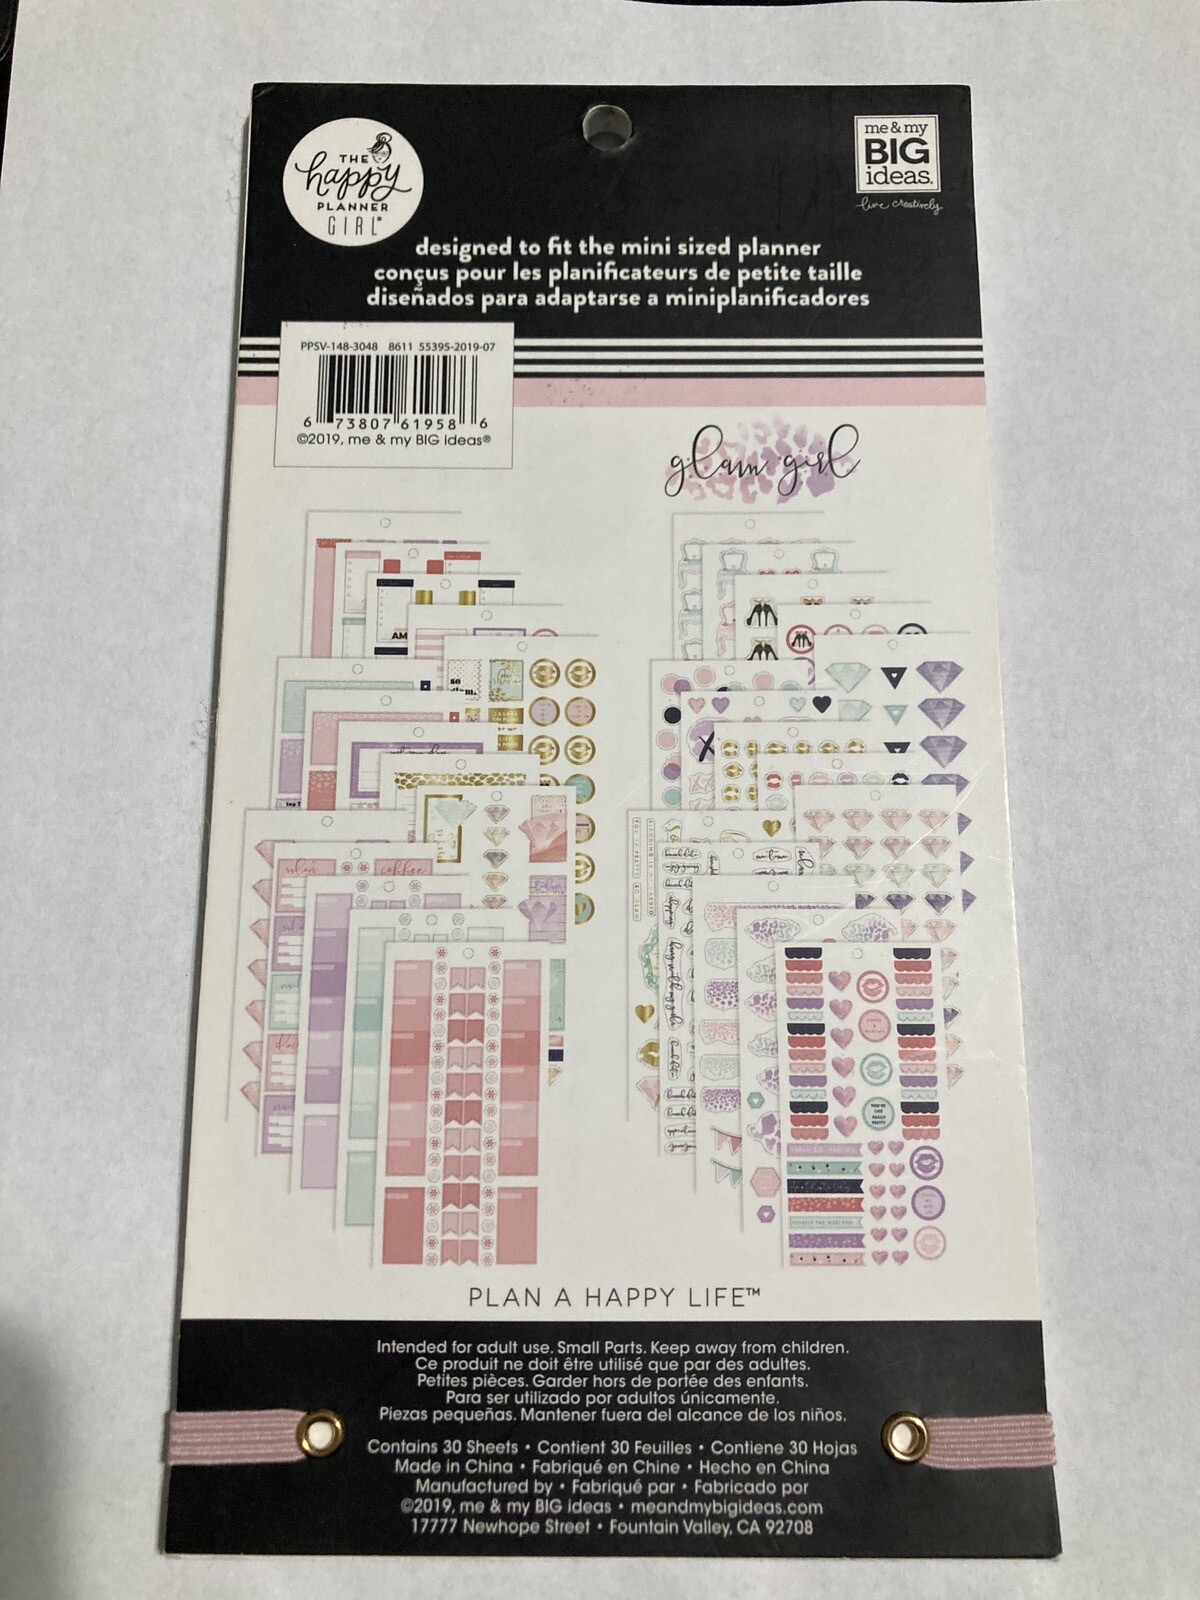 THE
happy
PLANNER
GIRL®
me & my
BIG
ideas.
live creatively
designed to fit the mini sized planner
conçus pour les planificateurs de petite taille
diseñados para adaptarse a miniplanificadores
PPSV-148-3048 8611 55395-2019-07
6 73807 61958 6
©2019, me & my BIG ideas®
glam girl
AM
so
coffee
PLAN A HAPPY LIFE™
Intended for adult use. Small Parts. Keep away from children.
Ce produit ne doit être utilisé que par des adultes.
Petites pièces. Garder hors de portée des enfants.
Para ser utilizado por adultos únicamente.
Piezas pequeñas. Mantener fuera del alcance de los niños.
Contains 30 Sheets • Contient 30 Feuilles • Contiene 30 Hojas
Made in China • Fabriqué en Chine • Hecho en China
Manufactured by • Fabriqué par • Fabricado por
©2019, me & my BIG ideas • meandmybigideas.com
17777 Newhope Street • Fountain Valley, CA 92708